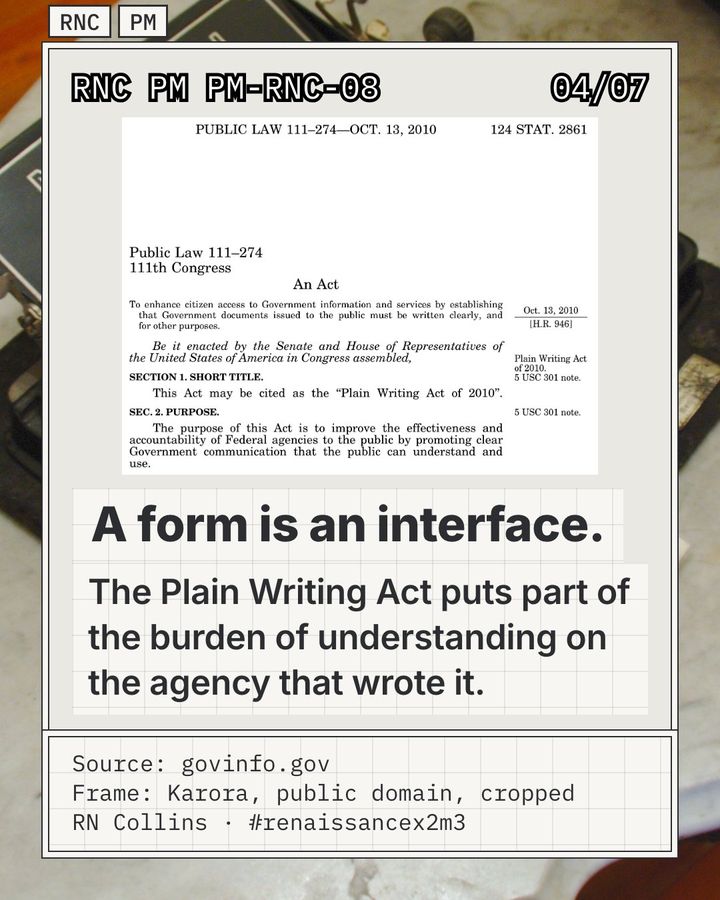 RNC PM
RNC PM PM-RNC-08 04/07
PUBLIC LAW 111–274—OCT. 13, 2010 124 STAT. 2861
Public Law 111–274
111th Congress
An Act
To enhance citizen access to Government information and services by establishing
that Government documents issued to the public must be written clearly, and
for other purposes.
Oct. 13, 2010
[H.R. 946]
Be it enacted by the Senate and House of Representatives of
the United States of America in Congress assembled,
Plain Writing Act
of 2010.
5 USC 301 note.
SECTION 1. SHORT TITLE.
This Act may be cited as the “Plain Writing Act of 2010”.
SEC. 2. PURPOSE.
5 USC 301 note.
The purpose of this Act is to improve the effectiveness and
accountability of Federal agencies to the public by promoting clear
Government communication that the public can understand and
use.
A form is an interface.
The Plain Writing Act puts part of
the burden of understanding on
the agency that wrote it.
Source: govinfo.gov
Frame: Karora, public domain, cropped
RN Collins · #renaissancex2m3